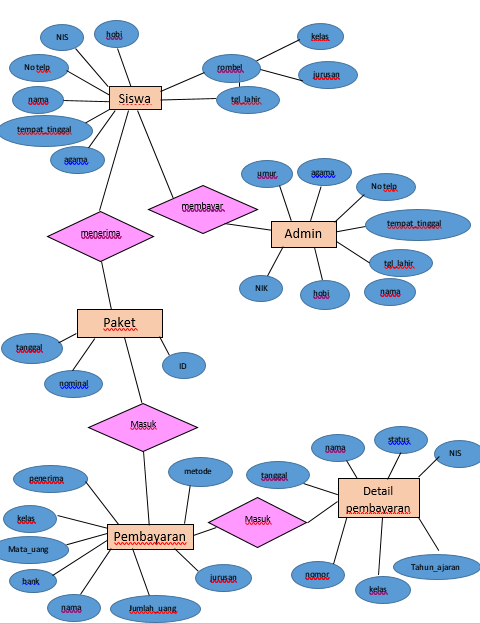 NIS
hobi
kelas
No telp
rombel
jurusan
nama
Siswa
tgl_lahir
tempat_tinggal
agama
umur
agama
No telp
membayar
tempat_tinggal
menerima
Admin
tgl_lahir
NIK
hobi
nama
Paket
tanggal
ID
nominal
Masuk
status
nama
NIS
metode
tanggal
penerima
Detail
pembayaran
kelas
Masuk
Mata_uang
Pembayaran
bank
jurusan
nomor
Tahun_ajaran
kelas
nama
Jumlah_uang